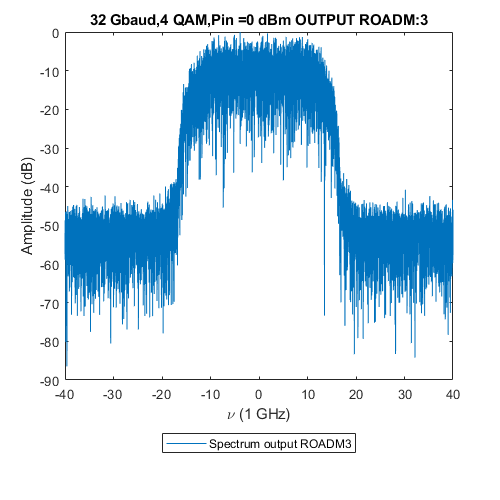 32 Gbaud,4 QAM,Pin =0 dBm OUTPUT ROADM:3
Amplitude (dB)
0
-10
-20
-30
-40
-50
-60
-70
-80
-90
-40 -30 -20 -10 0 10 20 30 40
ν (1 GHz)
Spectrum output ROADM3